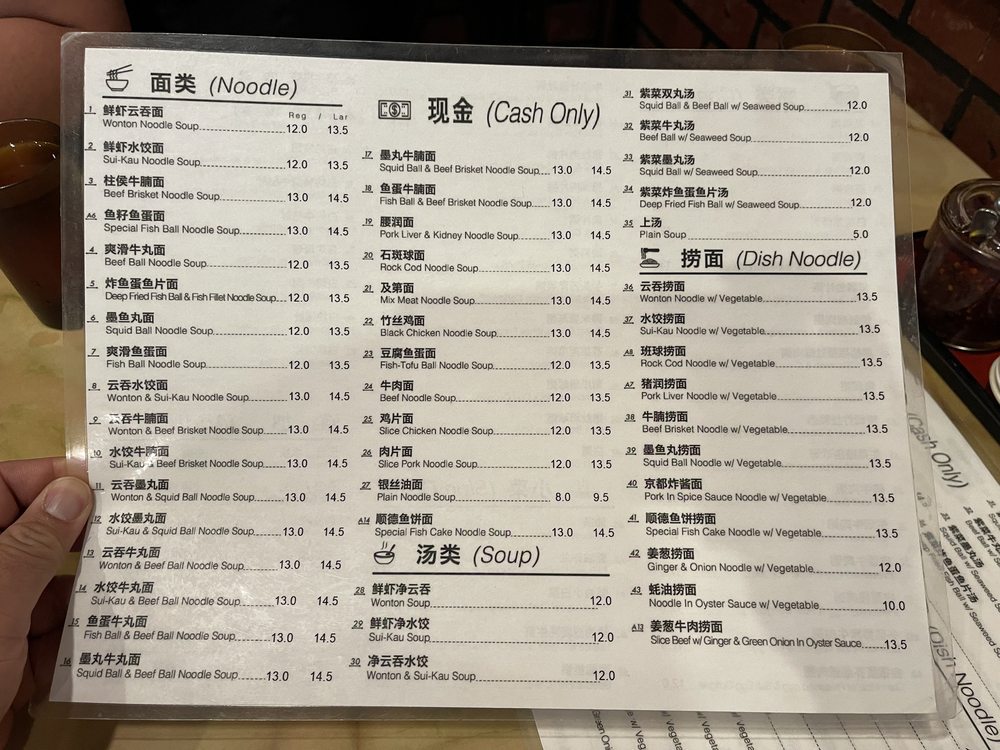 面类 (Noodle)
Reg / Lar
1 鲜虾云吞面
Wonton Noodle Soup 12.0 13.5
2 鲜虾水饺面
Sui-Kau Noodle Soup 12.0 13.5
3 柱侯牛腩面
Beef Brisket Noodle Soup 13.0 14.5
A6 鱼籽鱼蛋面
Special Fish Ball Noodle Soup 13.0 14.5
4 爽滑牛丸面
Beef Ball Noodle Soup 12.0 13.5
5 炸鱼蛋鱼片面
Deep Fried Fish Ball & Fish Fillet Noodle Soup 12.0 13.5
6 墨鱼丸面
Squid Ball Noodle Soup 12.0 13.5
7 爽滑鱼蛋面
Fish Ball Noodle Soup 12.0 13.5
8 云吞水饺面
Wonton & Sui-Kau Noodle Soup 13.0 14.5
9 云吞牛腩面
Wonton & Beef Brisket Noodle Soup 13.0 14.5
10 水饺牛腩面
Sui-Kau & Beef Brisket Noodle Soup 13.0 14.5
11 云吞墨丸面
Wonton & Squid Ball Noodle Soup 13.0 14.5
12 水饺墨丸面
Sui-Kau & Squid Ball Noodle Soup 13.0 14.5
13 云吞牛丸面
Wonton & Beef Ball Noodle Soup 13.0 14.5
14 水饺牛丸面
Sui-Kau & Beef Ball Noodle Soup 13.0 14.5
15 鱼蛋牛丸面
Fish Ball & Beef Ball Noodle Soup 13.0 14.5
16 墨丸牛丸面
Squid Ball & Beef Ball Noodle Soup 13.0 14.5
现金 (Cash Only)
17 墨丸牛腩面
Squid Ball & Beef Brisket Noodle Soup 13.0 14.5
18 鱼蛋牛腩面
Fish Ball & Beef Brisket Noodle Soup 13.0 14.5
19 腰润面
Pork Liver & Kidney Noodle Soup 13.0 14.5
20 石斑球面
Rock Cod Noodle Soup 13.0 14.5
21 及第面
Mix Meat Noodle Soup 13.0 14.5
22 竹丝鸡面
Black Chicken Noodle Soup 13.0 14.5
23 豆腐鱼蛋面
Fish-Tofu Ball Noodle Soup 12.0 13.5
24 牛肉面
Beef Noodle Soup 12.0 13.5
25 鸡片面
Slice Chicken Noodle Soup 12.0 13.5
26 肉片面
Slice Pork Noodle Soup 12.0 13.5
27 银丝油面
Plain Noodle Soup 8.0 9.5
A14 顺德鱼饼面
Special Fish Cake Noodle Soup 13.0 14.5
汤类 (Soup)
28 鲜虾净云吞
Wonton Soup 12.0
29 鲜虾净水饺
Sui-Kau Soup 12.0
30 净云吞水饺
Wonton & Sui-Kau Soup 12.0
31 紫菜双丸汤
Squid Ball & Beef Ball w/ Seaweed Soup 12.0
32 紫菜牛丸汤
Beef Ball w/ Seaweed Soup 12.0
33 紫菜墨丸汤
Squid Ball w/ Seaweed Soup 12.0
34 紫菜炸鱼蛋鱼片汤
Deep Fried Fish Ball w/ Seaweed Soup 12.0
35 上汤
Plain Soup 5.0
捞面 (Dish Noodle)
36 云吞捞面
Wonton Noodle w/ Vegetable 13.5
37 水饺捞面
Sui-Kau Noodle w/ Vegetable 13.5
A8 班球捞面
Rock Cod Noodle w/ Vegetable 13.5
A7 猪润捞面
Pork Liver Noodle w/ Vegetable 13.5
38 牛腩捞面
Beef Brisket Noodle w/ Vegetable 13.5
39 墨鱼丸捞面
Squid Ball Noodle w/ Vegetable 13.5
40 京都炸酱面
Pork In Spice Sauce Noodle w/ Vegetable 13.5
41 顺德鱼饼捞面
Special Fish Cake Noodle w/ Vegetable 13.5
42 姜葱捞面
Ginger & Onion Noodle w/ Vegetable 12.0
43 蚝油捞面
Noodle In Oyster Sauce w/ Vegetable 10.0
A13 姜葱牛肉捞面
Slice Beef w/ Ginger & Green Onion In Oyster Sauce 13.5
(Cash Only)
(Dish Noodle)